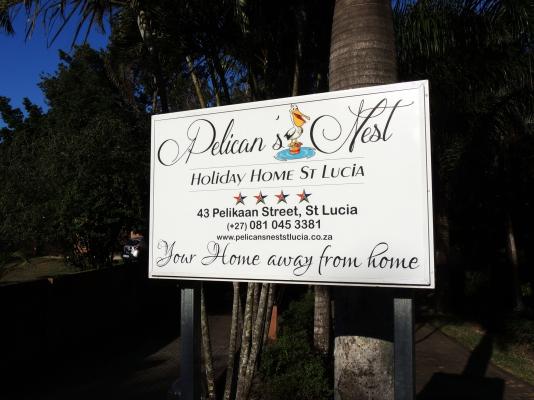 Pelican's Nest
Holiday Home St Lucia
43 Pelikaan Street, St Lucia
(+27) 081 045 3381
www.pelicansneststlucia.co.za
Your Home away from home